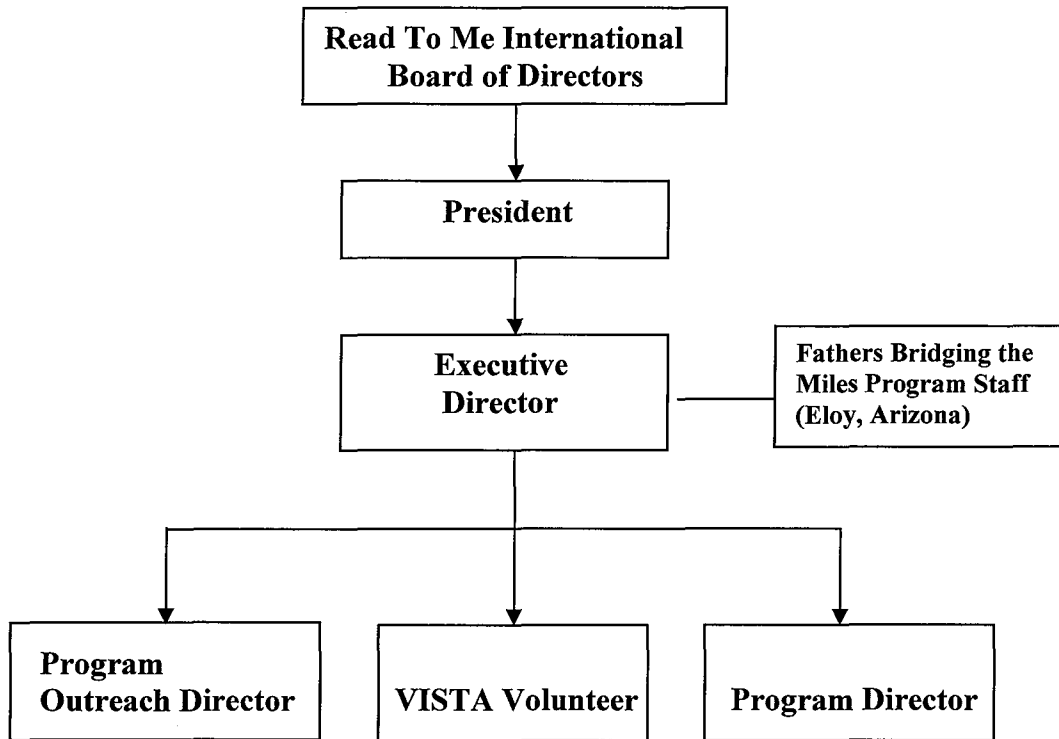 Read To Me International
Board of Directors
President
Executive
Director
Fathers Bridging the
Miles Program Staff
(Eloy, Arizona)
Program
Outreach Director
VISTA Volunteer
Program Director